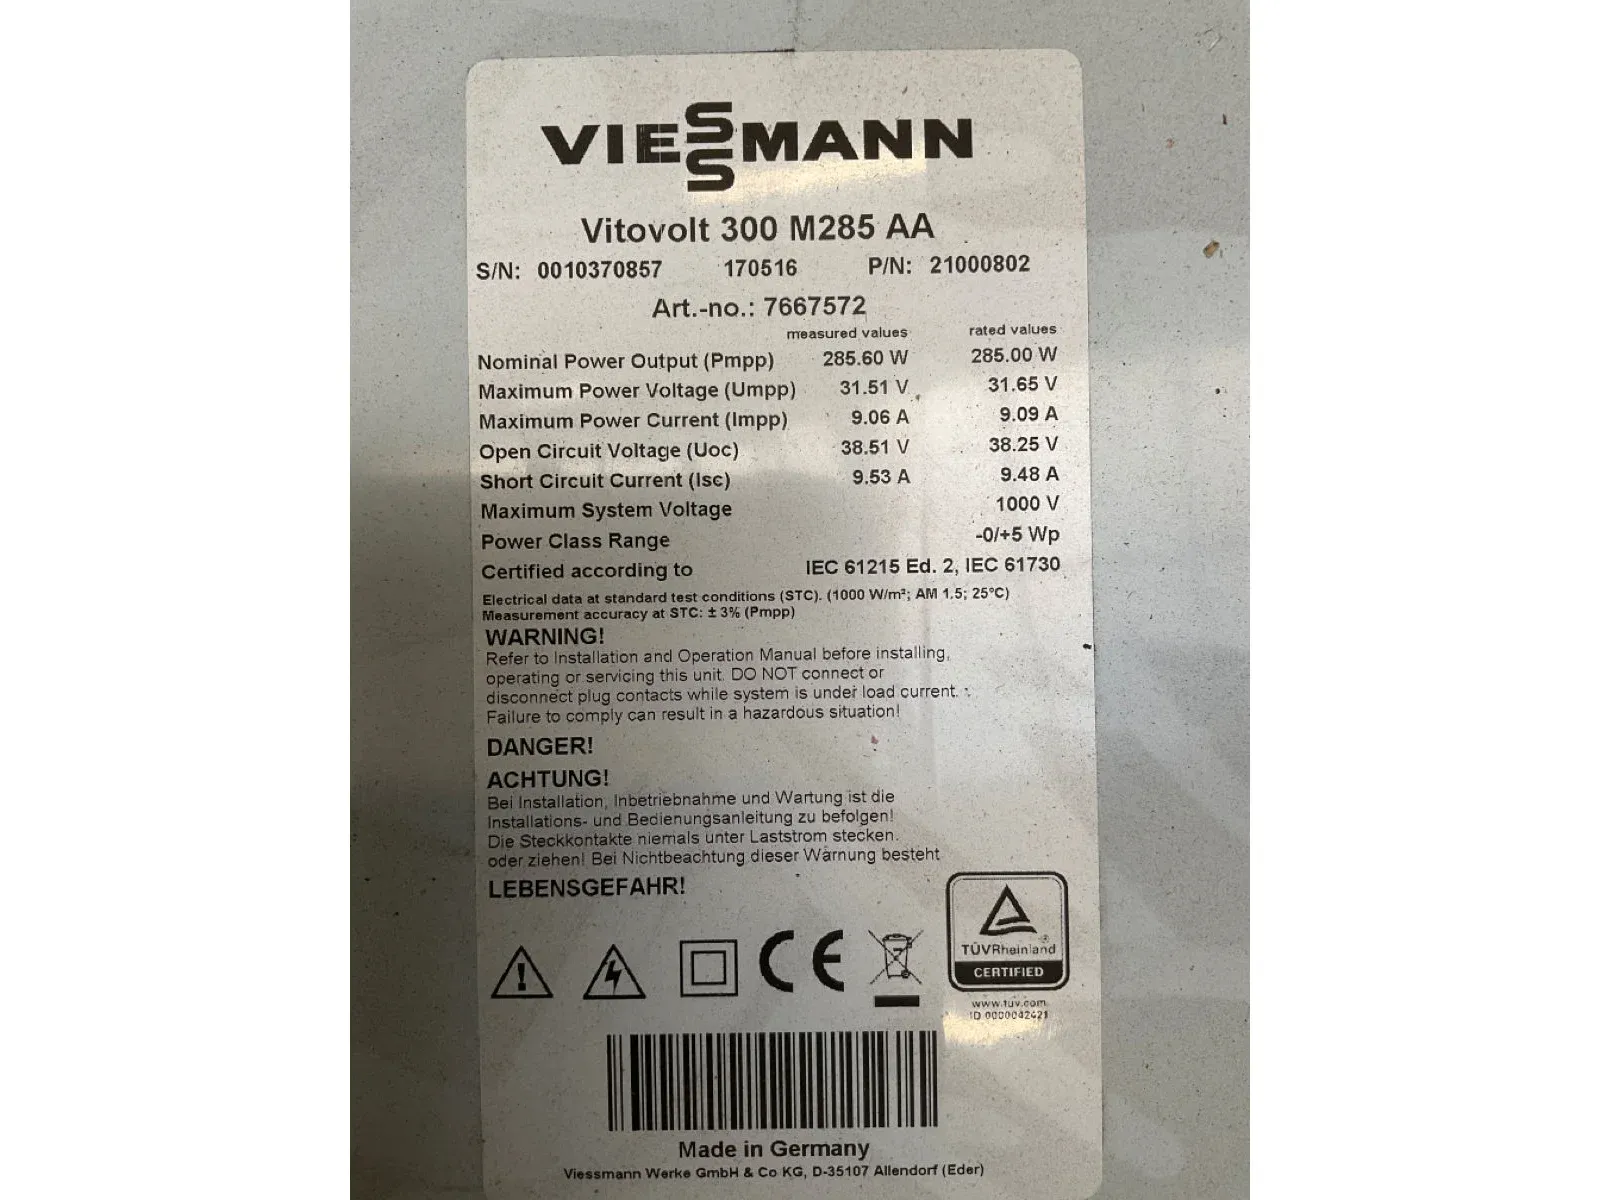 VIESSMANN
Vitovolt 300 M285 AA
S/N: 0010370857 170516 P/N: 21000802
Art.-no.: 7667572
measured values rated values
Nominal Power Output (Pmpp) 285.60 W 285.00 W
Maximum Power Voltage (Umpp) 31.51 V 31.65 V
Maximum Power Current (Impp) 9.06 A 9.09 A
Open Circuit Voltage (Uoc) 38.51 V 38.25 V
Short Circuit Current (Isc) 9.53 A 9.48 A
Maximum System Voltage 1000 V
Power Class Range -0/+5 Wp
Certified according to IEC 61215 Ed. 2, IEC 61730
Electrical data at standard test conditions (STC). (1000 W/m²; AM 1.5; 25°C)
Measurement accuracy at STC: ± 3% (Pmpp)
WARNING!
Refer to Installation and Operation Manual before installing,
operating or servicing this unit. DO NOT connect or
disconnect plug contacts while system is under load current.
Failure to comply can result in a hazardous situation!
DANGER!
ACHTUNG!
Bei Installation, Inbetriebnahme und Wartung ist die
Installations- und Bedienungsanleitung zu befolgen!
Die Steckkontakte niemals unter Laststrom stecken
oder ziehen! Bei Nichtbeachtung dieser Warnung besteht
LEBENSGEFAHR!
CE
TÜVRheinland®
CERTIFIED
www.tuv.com
ID 0000042421
Made in Germany
Viessmann Werke GmbH & Co KG, D-35107 Allendorf (Eder)